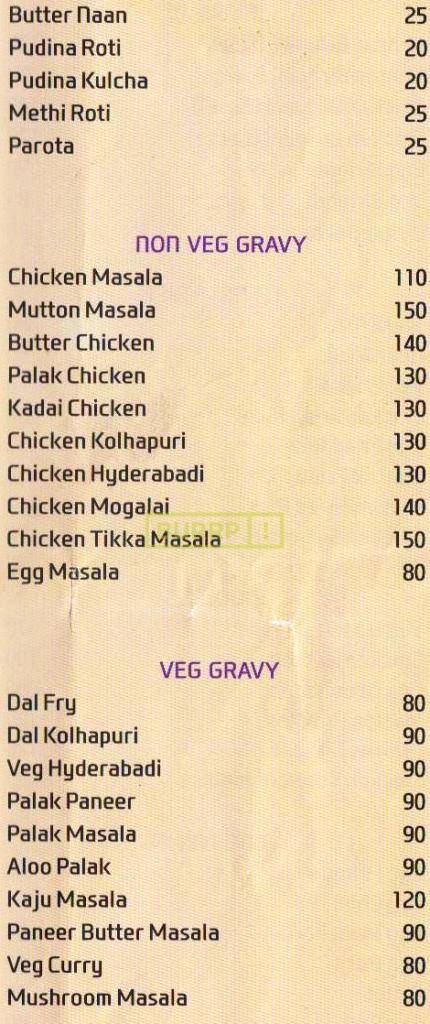 Butter Naan 25
Pudina Roti 20
Pudina Kulcha 20
Methi Roti 25
Parota 25
NON VEG GRAVY
Chicken Masala 110
Mutton Masala 150
Butter Chicken 140
Palak Chicken 130
Kadai Chicken 130
Chicken Kolhapuri 130
Chicken Hyderabadi 130
Chicken Mogalai 140
BURRP!
Chicken Tikka Masala 150
Egg Masala 80
VEG GRAVY
Dal Fry 80
Dal Kolhapuri 90
Veg Hyderabadi 90
Palak Paneer 90
Palak Masala 90
Aloo Palak 90
Kaju Masala 120
Paneer Butter Masala 90
Veg Curry 80
Mushroom Masala 80